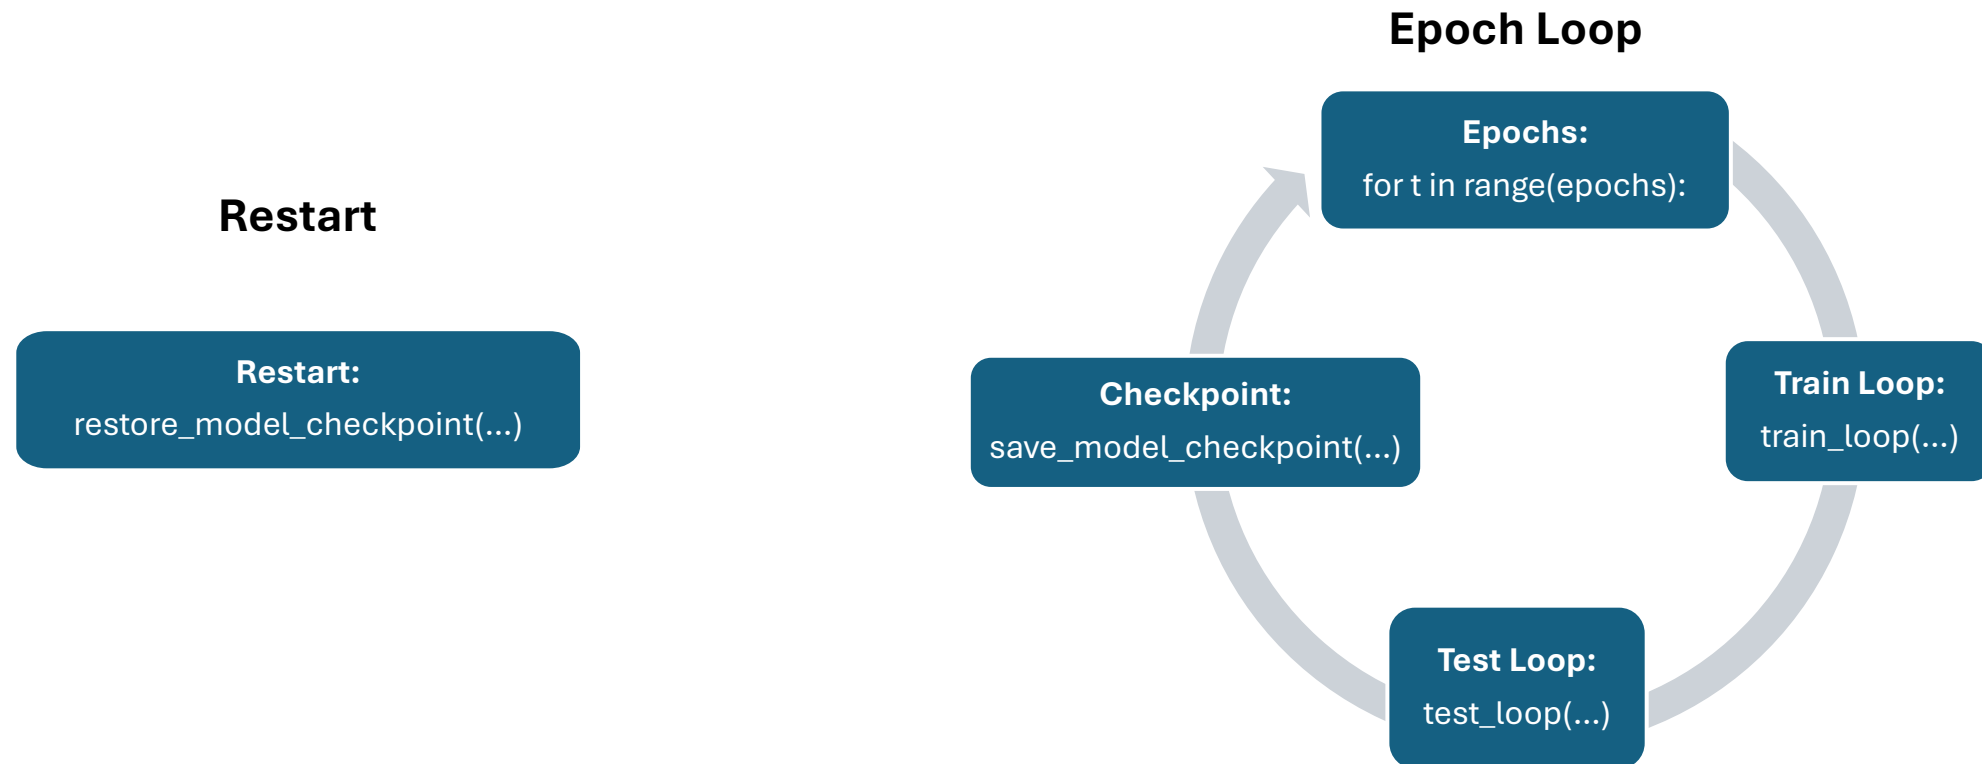 Restart
Restart:
restore_model_checkpoint(...)
Epoch Loop
Epochs:
for t in range(epochs):
Train Loop:
train_loop(...)
Test Loop:
test_loop(...)
Checkpoint:
save_model_checkpoint(...)